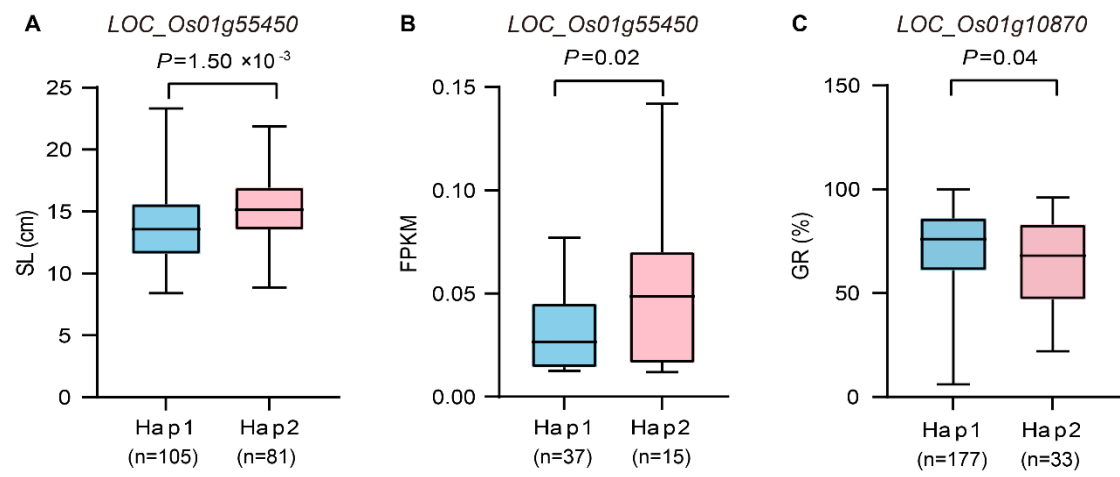 A
LOC_Os01g55450
P=1.50 ×10 -3
25
20
15
10
5
0
SL (cm)
Hap1
Hap2
(n=105)
(n=81)
B
LOC_Os01g55450
P=0.02
0.15
0.10
0.05
0.00
FPKM
Hap1
Hap2
(n=37)
(n=15)
C
LOC_Os01g10870
P=0.04
150
100
50
0
GR (%)
Hap1
Hap2
(n=177)
(n=33)